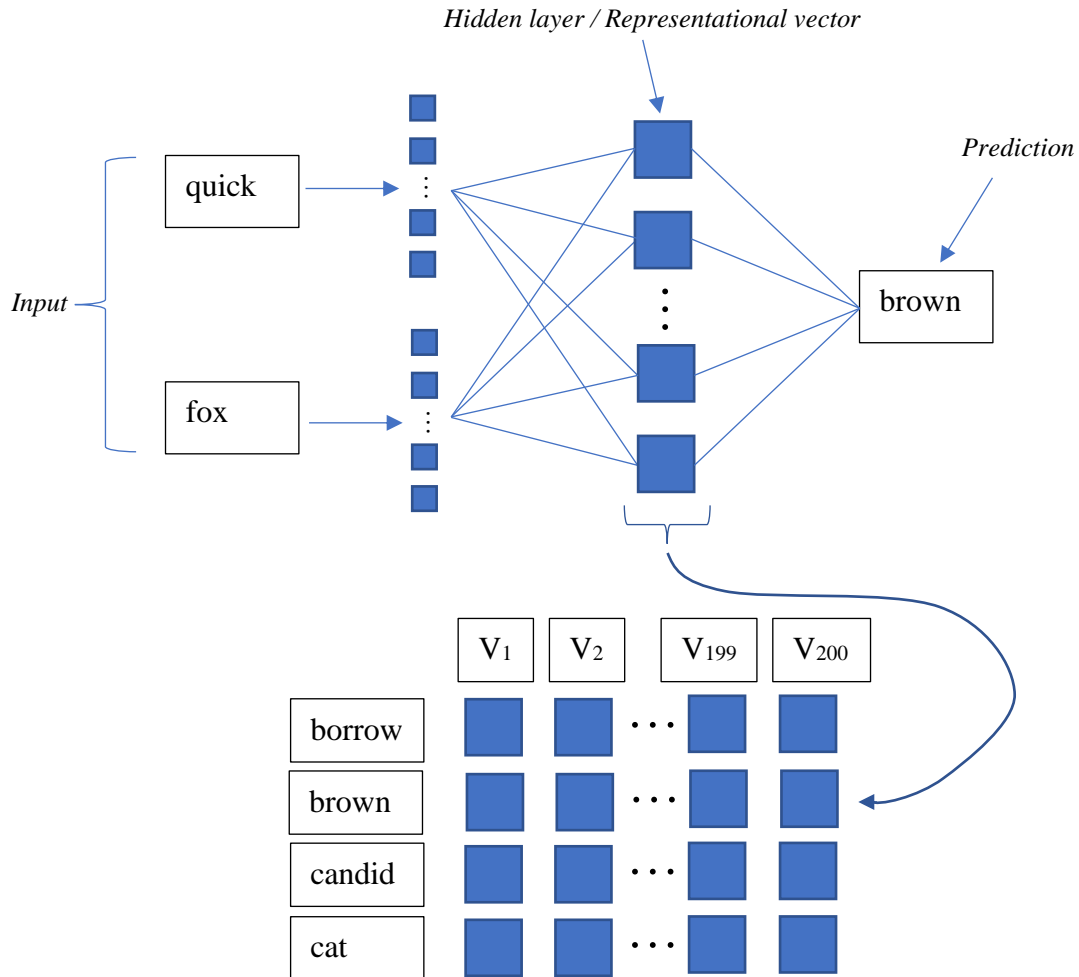 Hidden layer / Representational vector
Prediction
quick
Input
brown
fox
V₁ V₂ V₁₉₉ V₂₀₀
borrow
brown
candid
cat